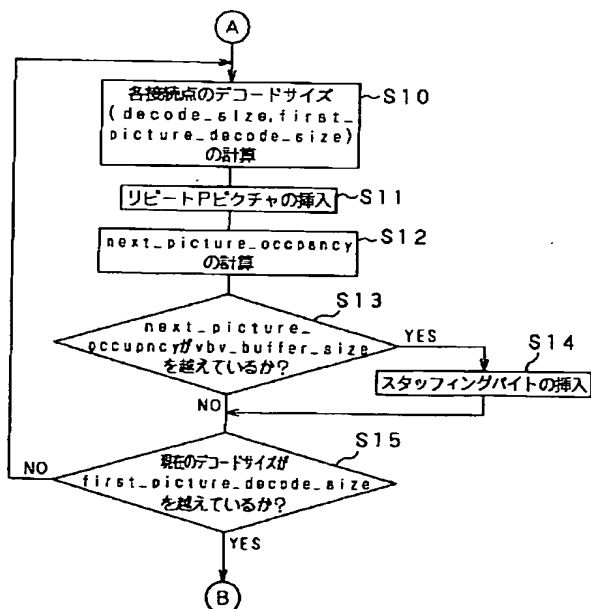 A
各接続点のデコードサイズ
(decode_size,first_
picture_decode_size)
の計算
S10
リピートPピクチャの挿入
S11
next_picture_occpancy
の計算
S12
next_picture_
occupncyがvbv_buffer_size
を越えているか?
S13
YES
スタッフィングバイトの挿入
S14
NO
現在のデコードサイズが
first_picture_decode_size
を越えているか?
S15
NO
YES
B